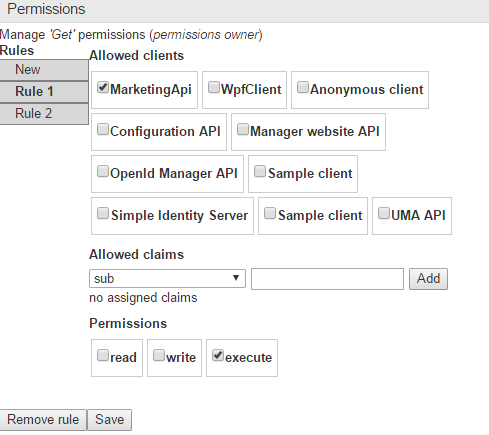 Permissions
Manage 'Get' permissions (permissions owner)
Rules
New
Rule 1
Rule 2
Allowed clients
MarketingApi WpfClient Anonymous client
Configuration API Manager website API
OpenId Manager API Sample client
Simple Identity Server Sample client UMA API
Allowed claims
sub Add
no assigned claims
Permissions
read write execute
Remove rule Save